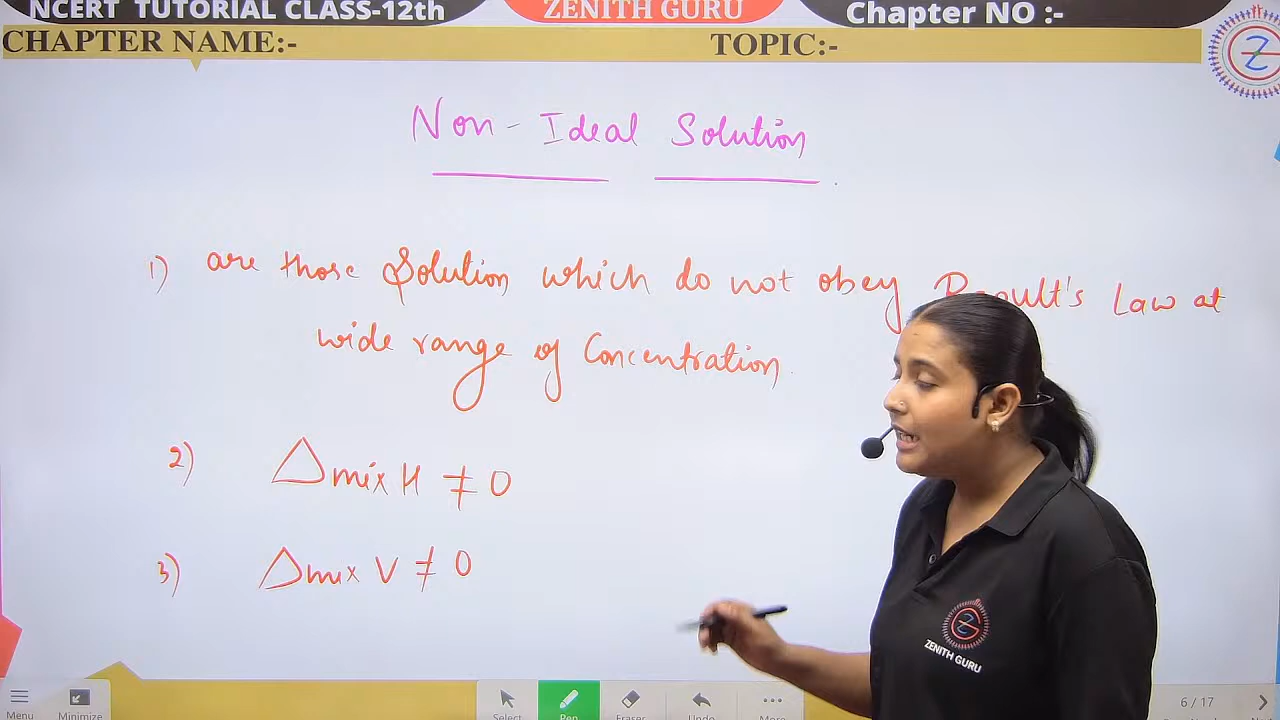 NCERT TUTORIAL CLASS-12th
ZENITH GURU
Chapter NO :-
CHAPTER NAME:-
TOPIC:-
Non-Ideal Solution
1) are those Solution which do not obey Raoult's Law at
wide range of Concentration.
2) Δmix H ≠ 0
3) Δmix V ≠ 0
ZENITH GURU
Menu
Minimize
Select
Pen
Eraser
Undo
More
6 / 17